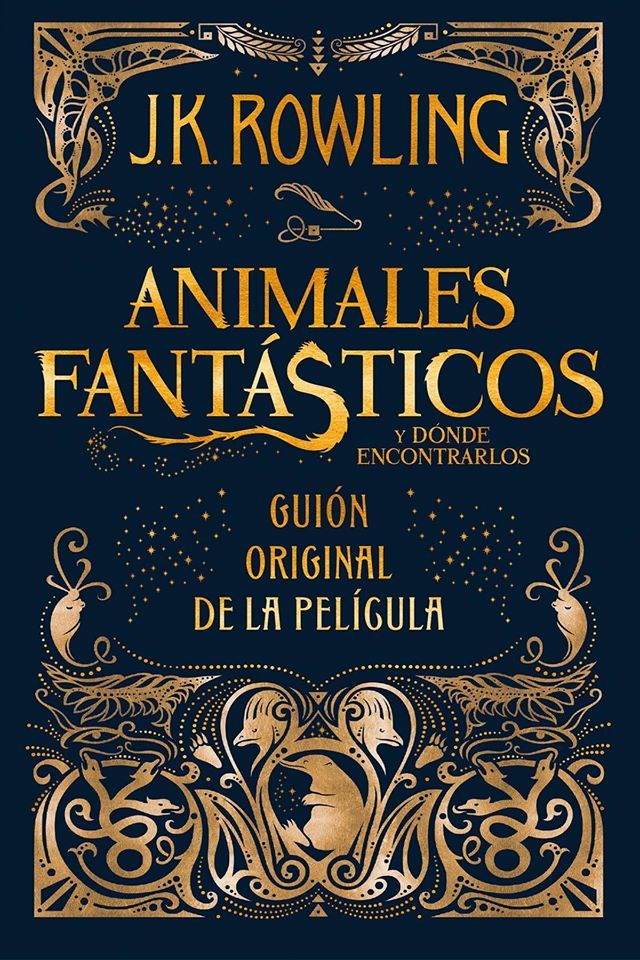 J.K. ROWLING
ANIMALES
FANTÁSTICOS
Y DÓNDE
ENCONTRARLOS
GUIÓN
ORIGINAL
DE LA PELÍCULA